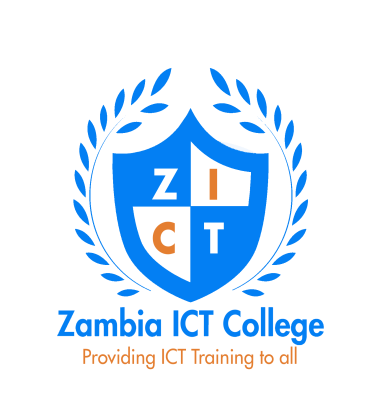 Z I
C T
Zambia ICT College
Providing ICT Training to all